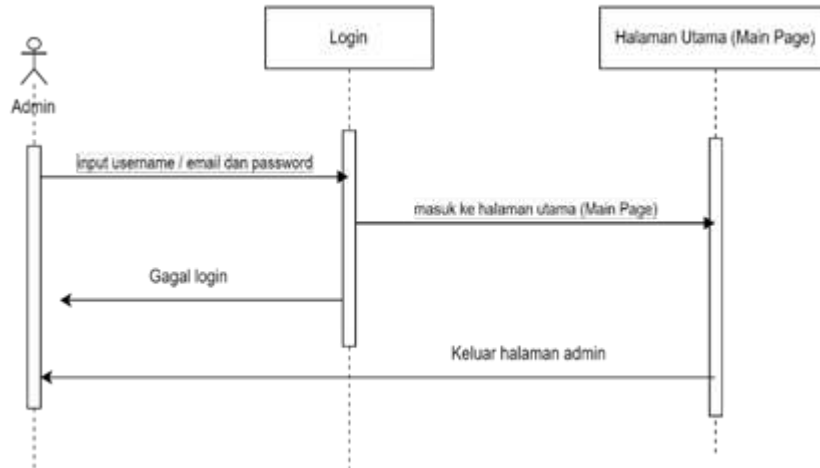 Login
Halaman Utama (Main Page)
Admin
input username / email dan password
masuk ke halaman utama (Main Page)
Gagal login
Keluar halaman admin